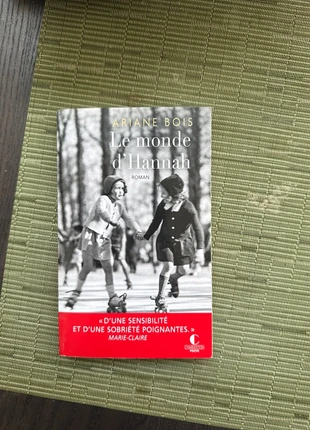 ARIANE BOIS
Le monde
d'Hannah
ROMAN
« D'UNE SENSIBILITÉ
ET D'UNE SOBRIÉTÉ POIGNANTES. »
MARIE-CLAIRE